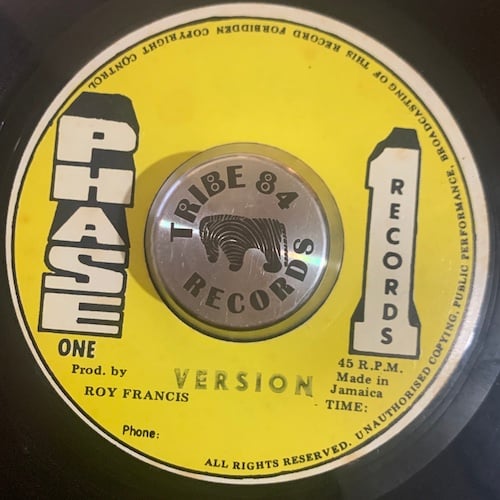 BROADCASTING OF THIS RECORD FORBIDDEN COPYRIGHT CONTROL
PHASE
ONE
RECORDS
TRIBE 84
RECORDS
Prod. by
ROY FRANCIS
VERSION
45 R.P.M.
Made in
Jamaica
TIME:
Phone:
ALL RIGHTS RESERVED. UNAUTHORISED COPYING, PUBLIC PERFORMANCE,